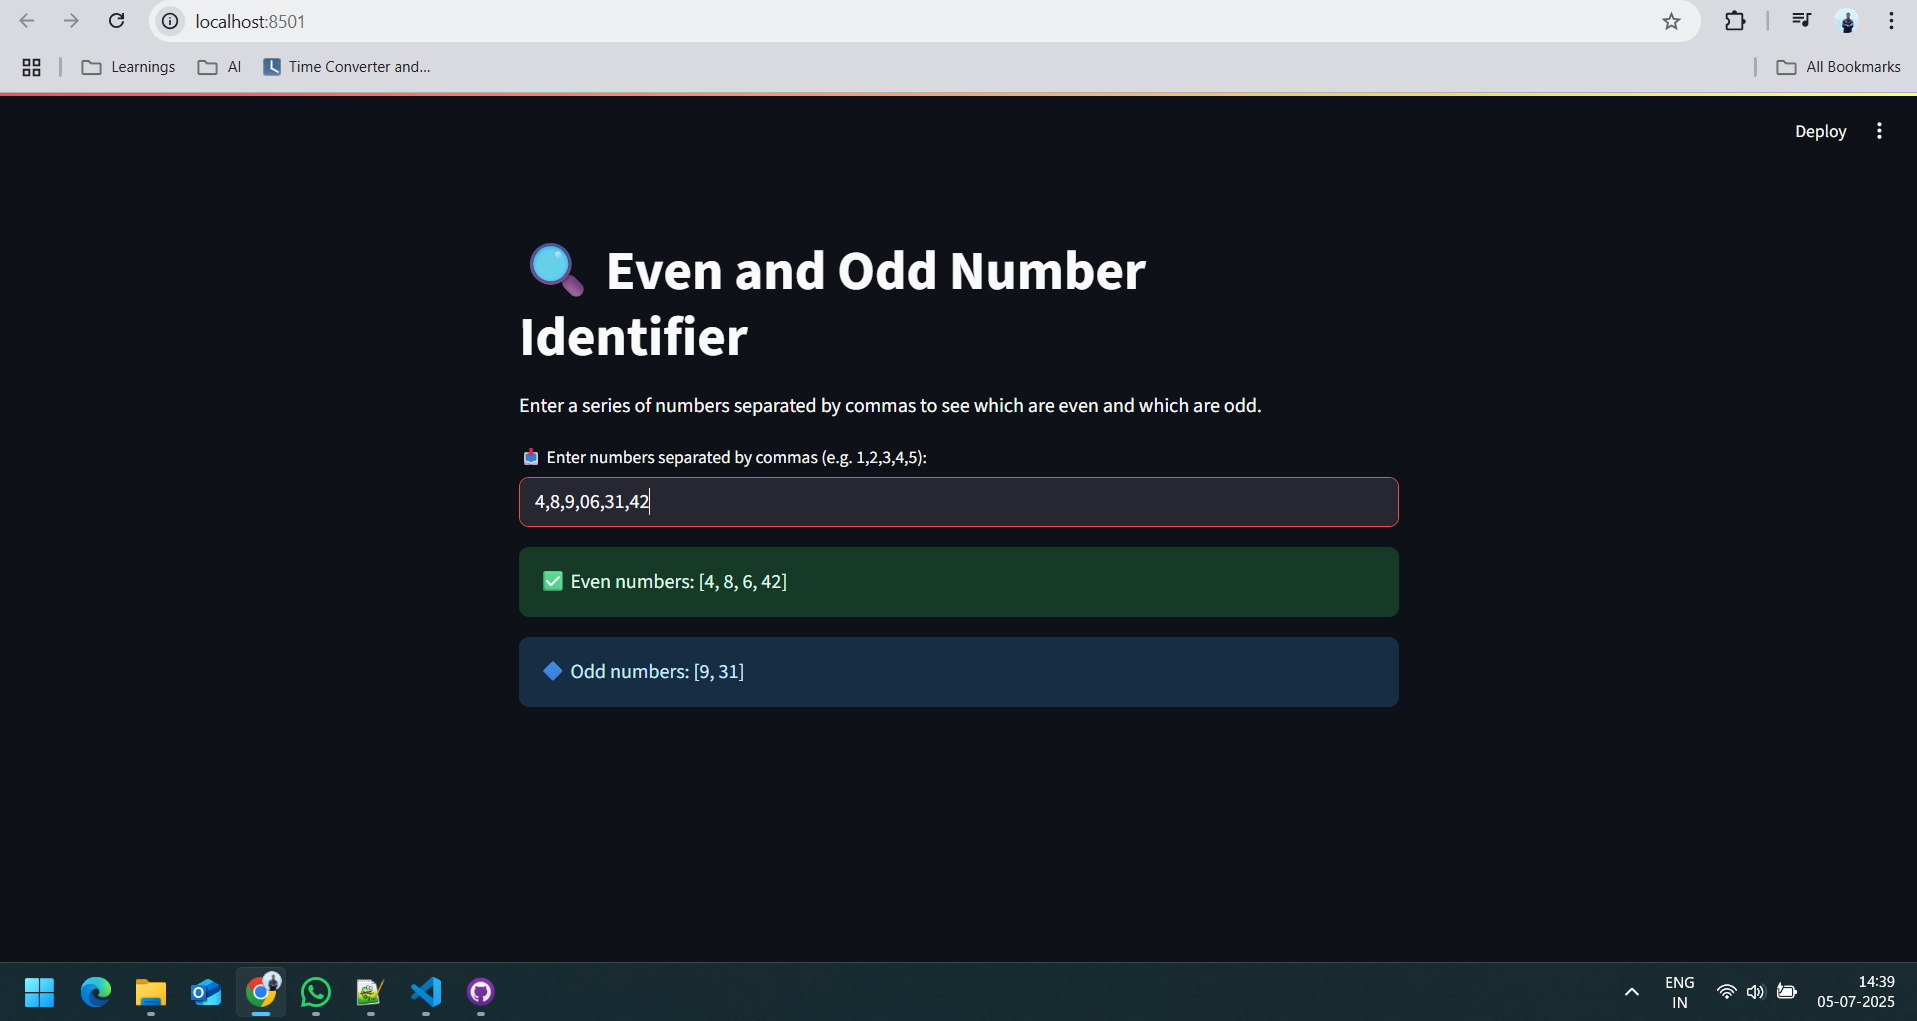 localhost:8501
Learnings
AI
Time Converter and...
All Bookmarks
Deploy
Even and Odd Number
Identifier
Enter a series of numbers separated by commas to see which are even and which are odd.
Enter numbers separated by commas (e.g. 1,2,3,4,5):
4,8,9,06,31,42
Even numbers: [4, 8, 6, 42]
Odd numbers: [9, 31]
ENG
IN
14:39
05-07-2025